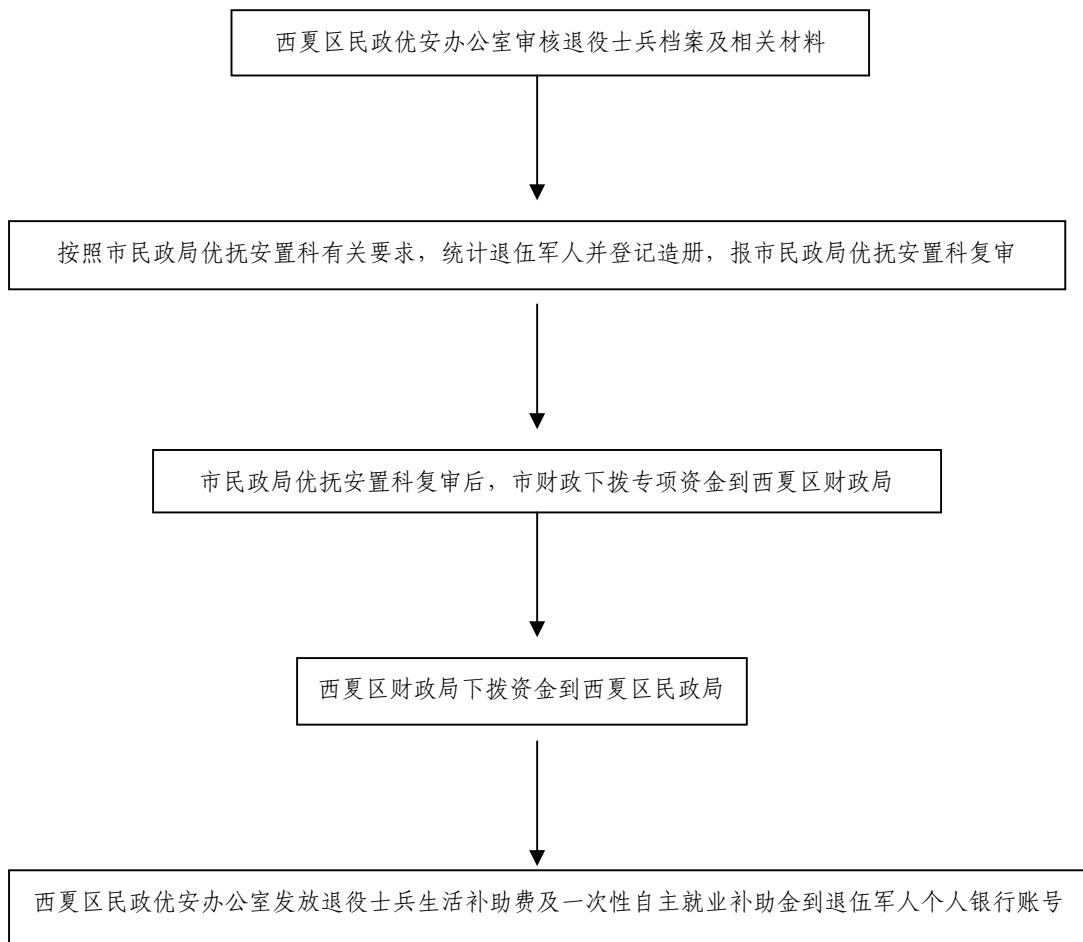 西夏区民政优安办公室审核退役士兵档案及相关材料
按照市民政局优抚安置科有关要求，统计退伍军人并登记造册，报市民政局优抚安置科复审
市民政局优抚安置科复审后，市财政下拨专项资金到西夏区财政局
西夏区财政局下拨资金到西夏区民政局
西夏区民政优安办公室发放退役士兵生活补助费及一次性自主就业补助金到退伍军人个人银行账号